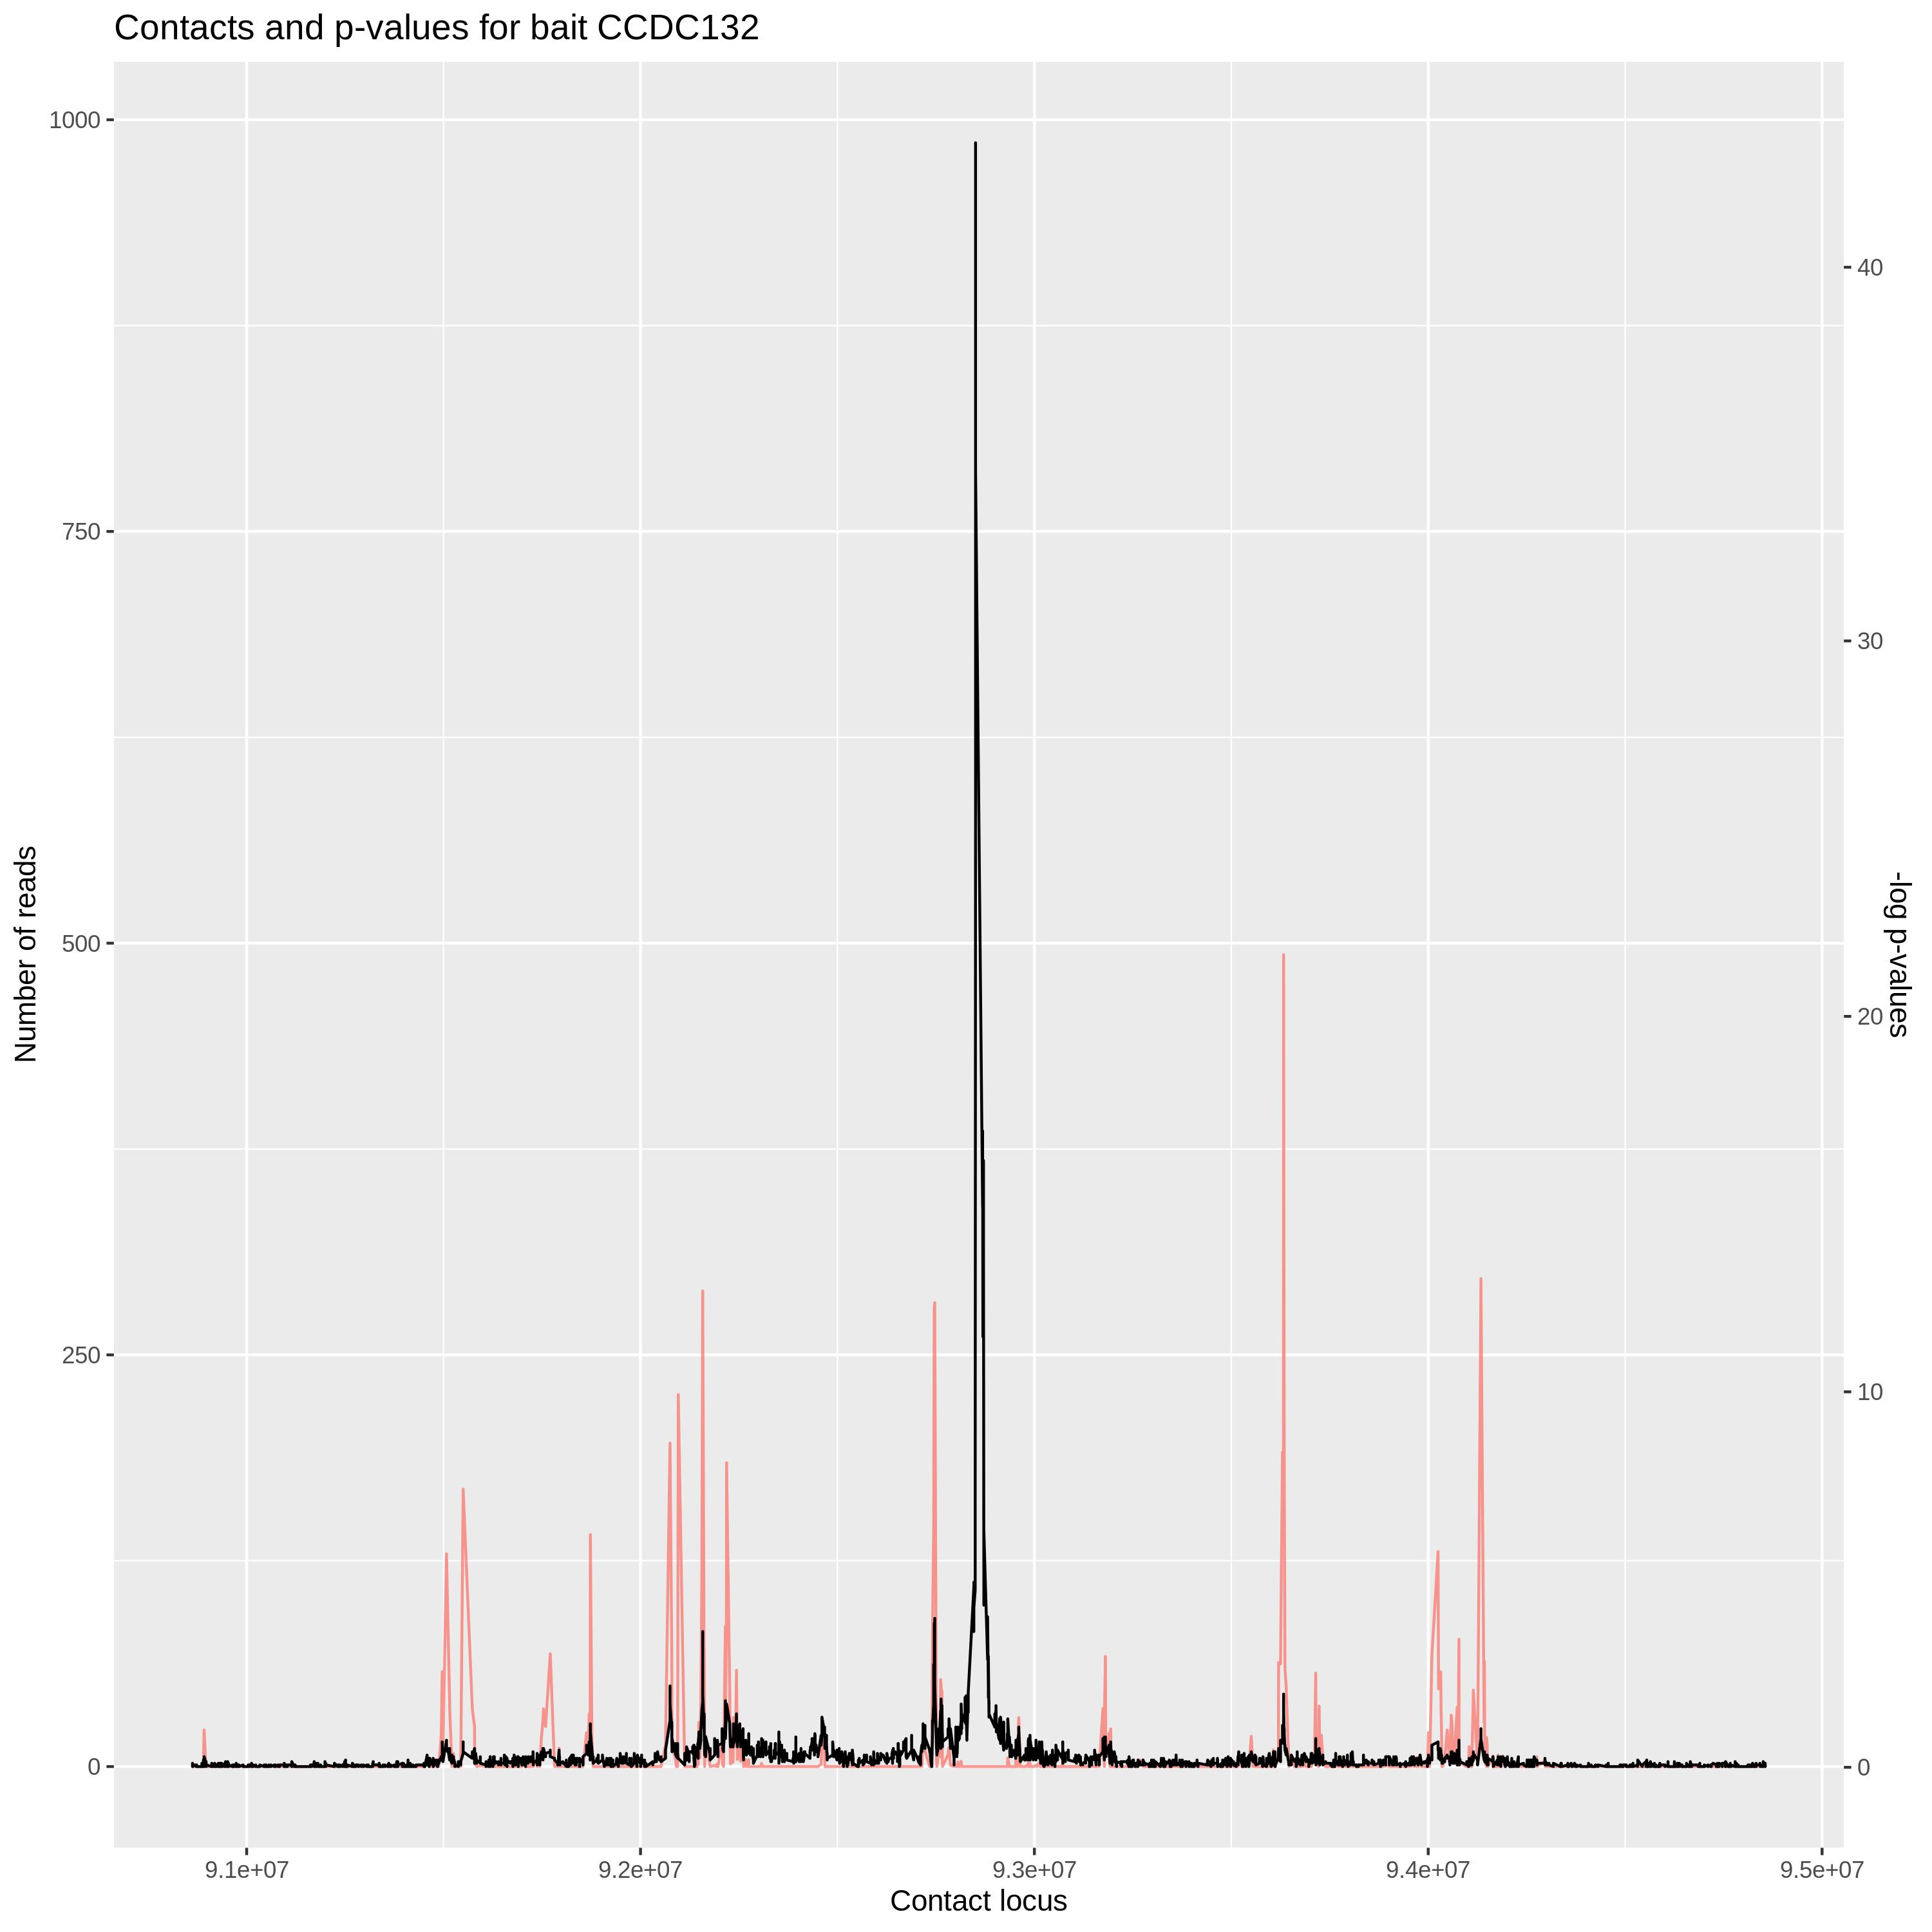 Contacts and p-values for bait CCDC132
Number of reads
1000
750
500
250
0
40
30
20
10
0
-log p-values
9.1e+07
9.2e+07
9.3e+07
9.4e+07
9.5e+07
Contact locus